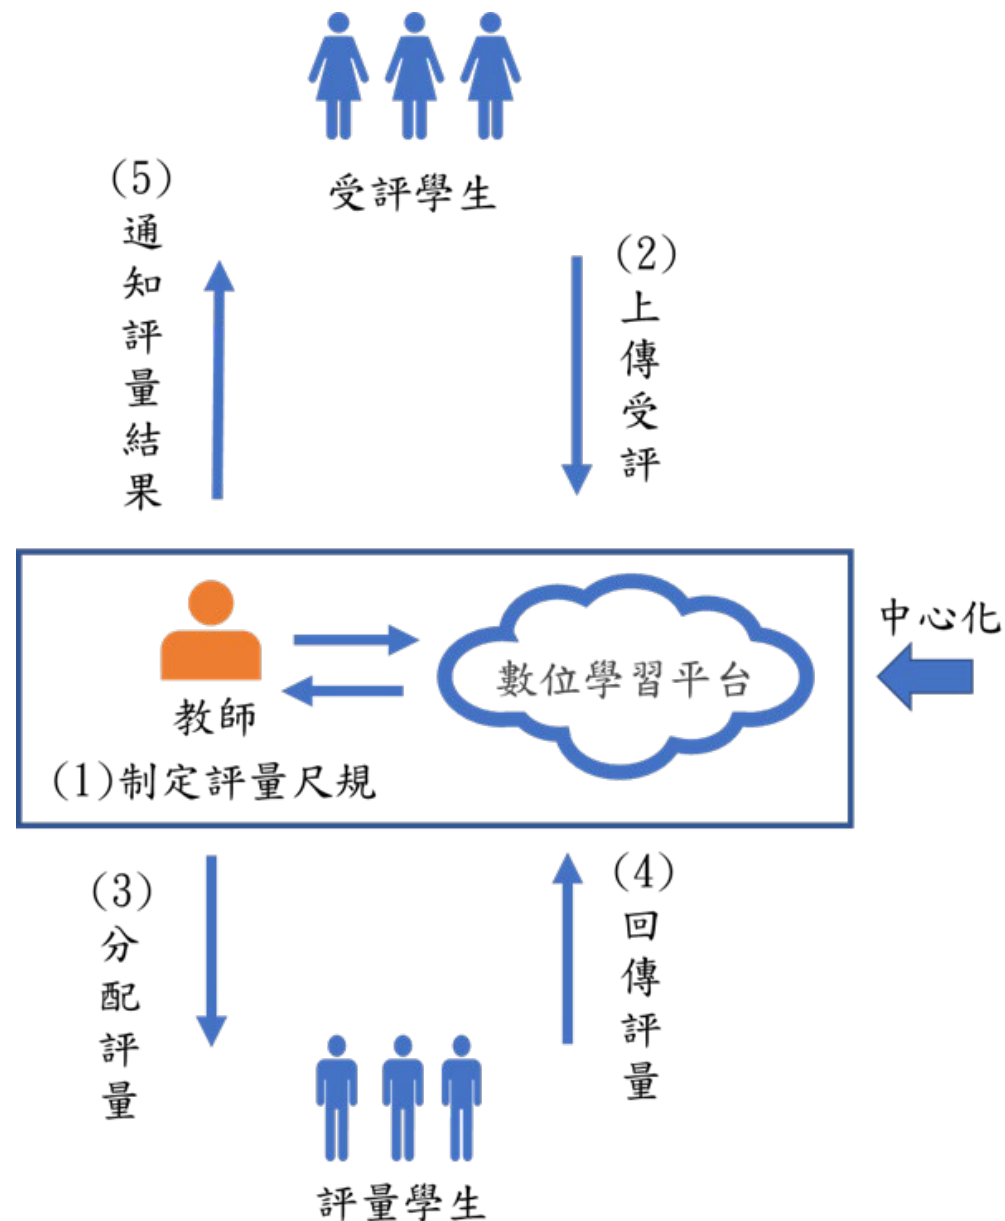 受評學生
(5)
通知評量結果
(2)
上傳受評
中心化
數位學習平台
教師
(1)制定評量尺規
(3)
分配評量
(4)
回傳評量
評量學生